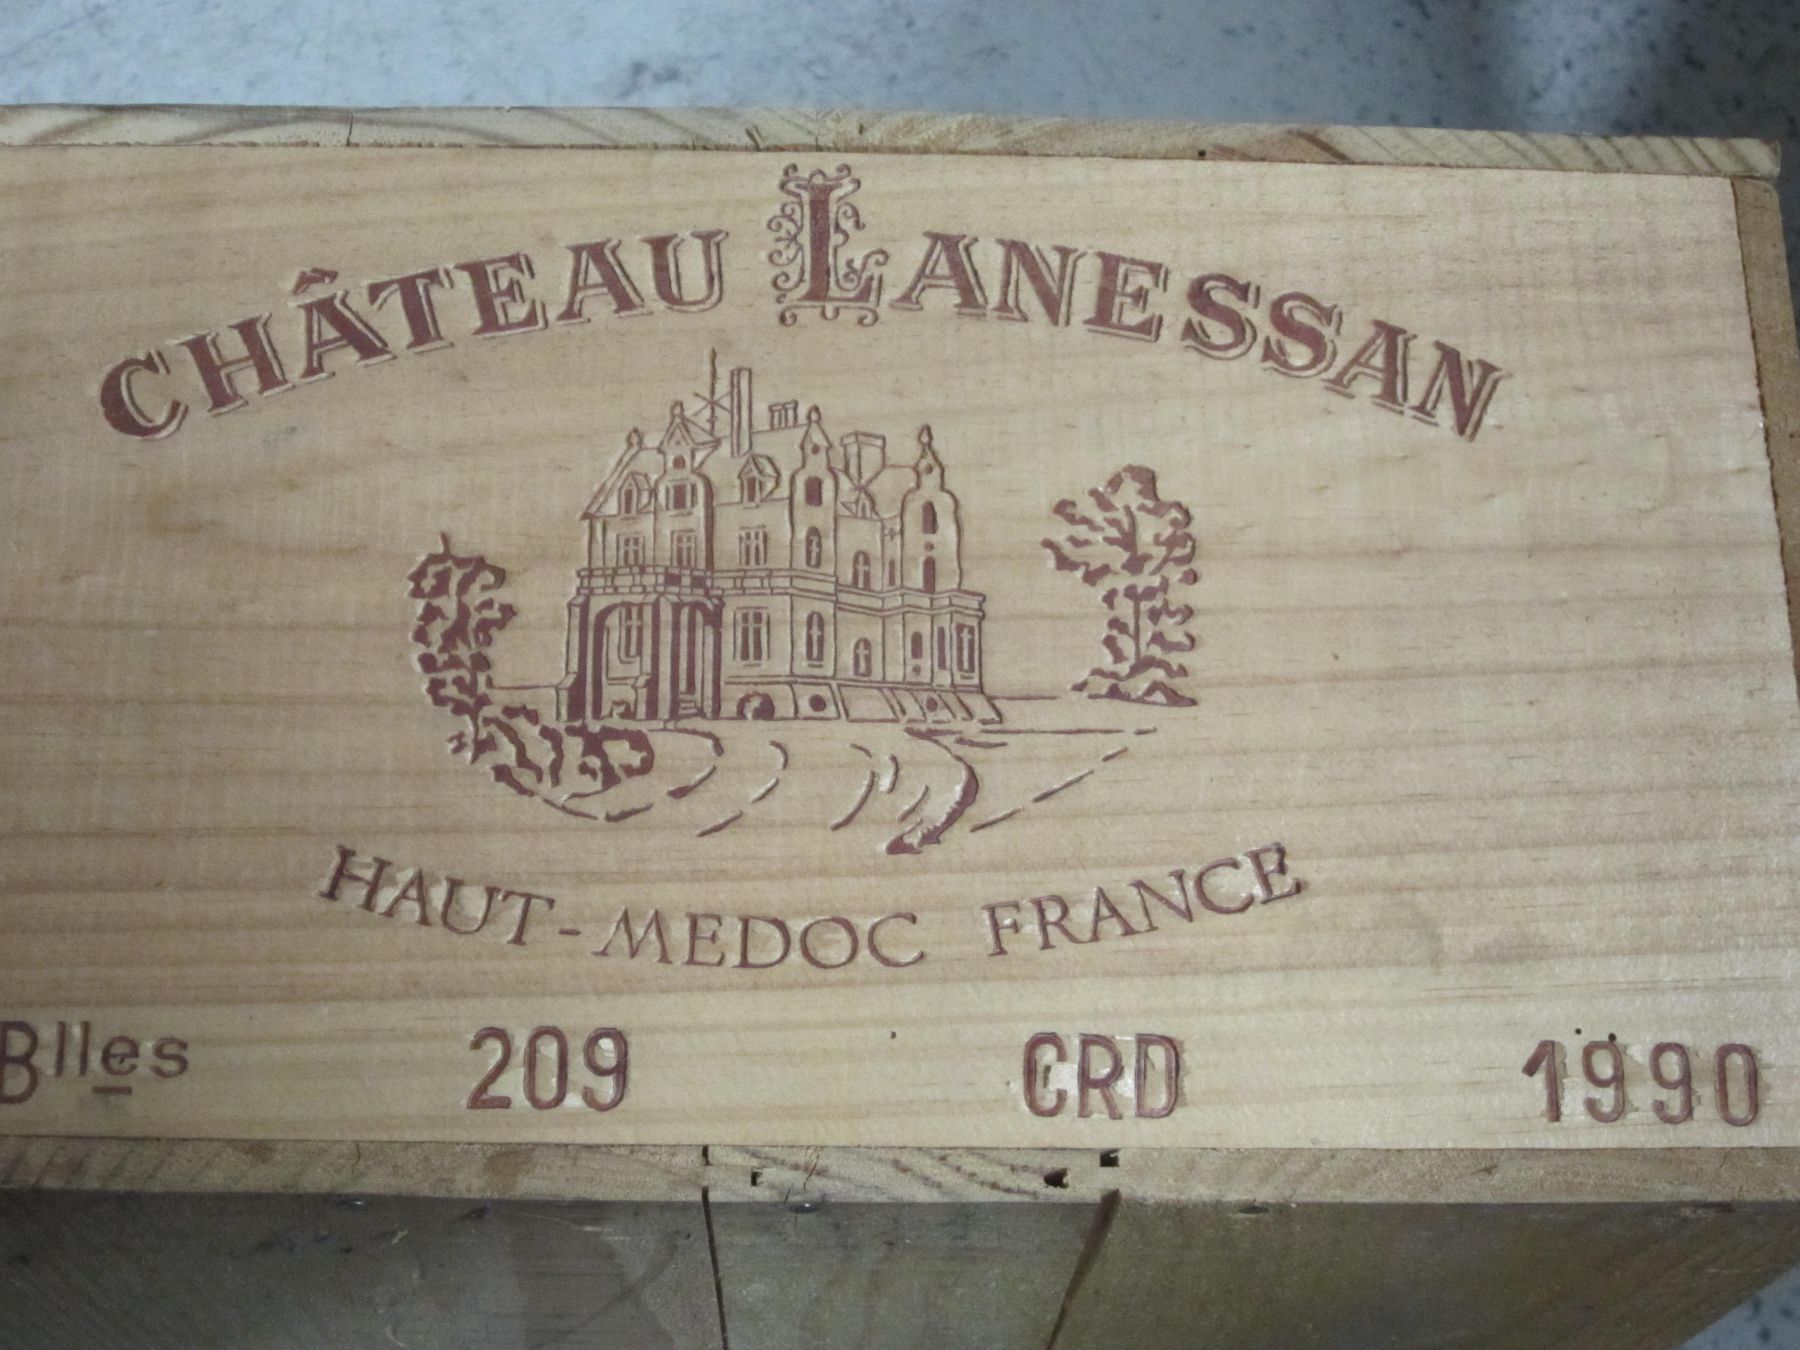 CHÂTEAU LANESSAN
HAUT-MEDOC FRANCE
Blles 209 CRD 1990